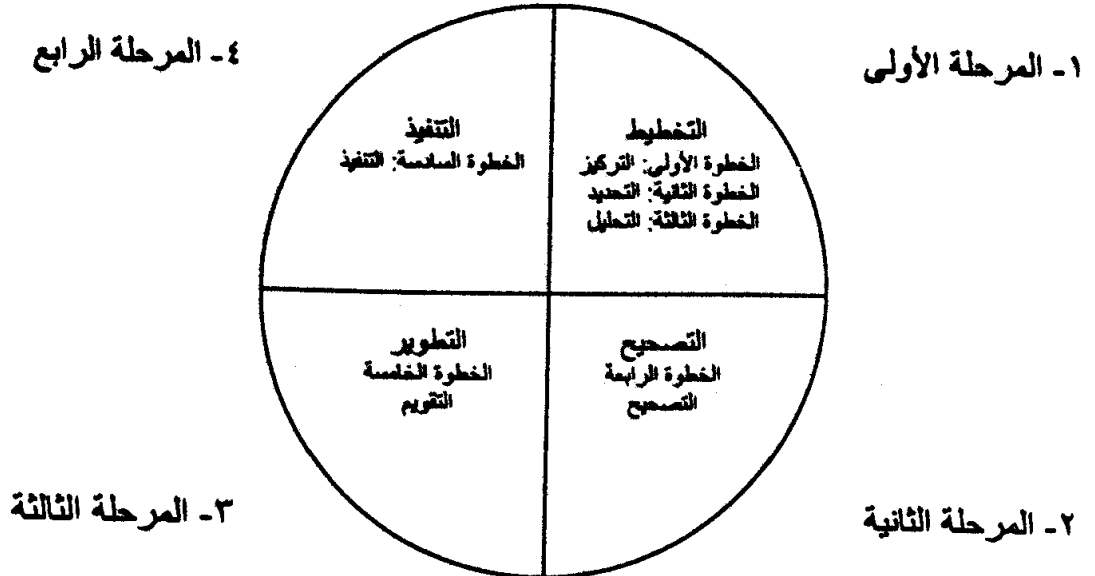 ١- المرحلة الأولى
التخطيط
الخطوة الأولى: التركيز
الخطوة الثانية: التحديد
الخطوة الثالثة: التحليل
٢- المرحلة الثانية
التصحيح
الخطوة الرابعة
التصحيح
٣- المرحلة الثالثة
التطوير
الخطوة الخامسة
التقويم
٤- المرحلة الرابع
التنفيذ
الخطوة السادسة: التنفيذ